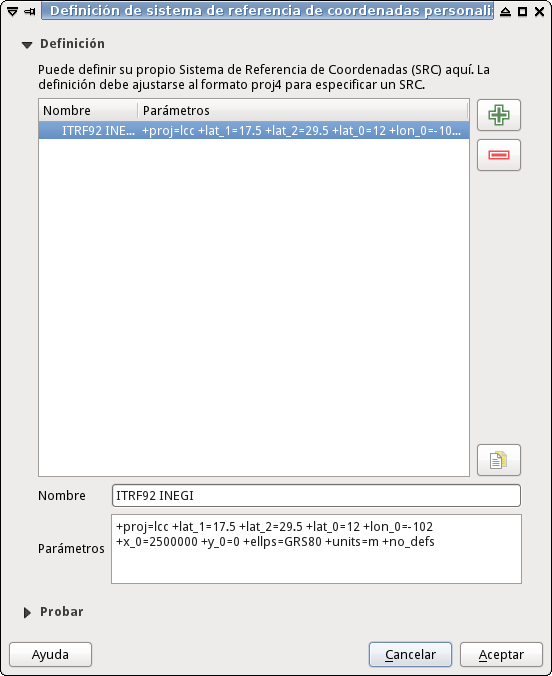 Definición de sistema de referencia de coordenadas personali
Definición
Puede definir su propio Sistema de Referencia de Coordenadas (SRC) aquí. La
definición debe ajustarse al formato proj4 para especificar un SRC.
Nombre Parámetros
ITRF92 INE... +proj=lcc +lat_1=17.5 +lat_2=29.5 +lat_0=12 +lon_0=-10...
Nombre ITRF92 INEGI
+proj=lcc +lat_1=17.5 +lat_2=29.5 +lat_0=12 +lon_0=-102
Parámetros +x_0=2500000 +y_0=0 +ellps=GRS80 +units=m +no_defs
Probar
Ayuda Cancelar Aceptar